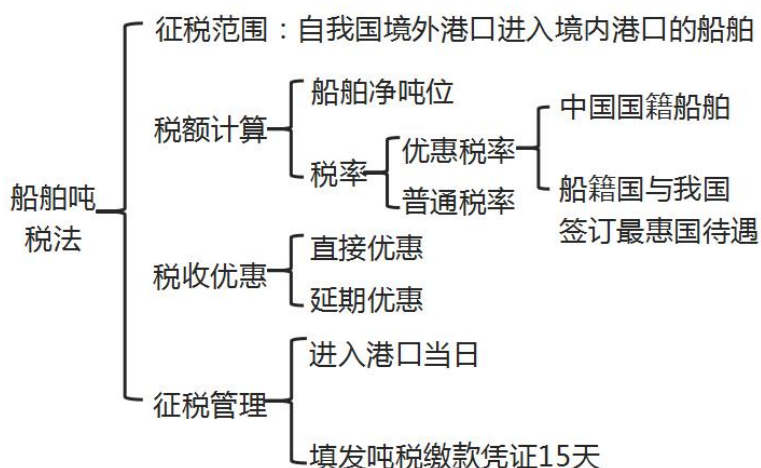 征税范围：自我国境外港口进入境内港口的船舶
船舶净吨位
税额计算
中国国籍船舶
优惠税率
税率
普通税率
船籍国与我国
签订最惠国待遇
船舶吨
税法
直接优惠
税收优惠
延期优惠
进入港口当日
征税管理
填发吨税缴款凭证15天